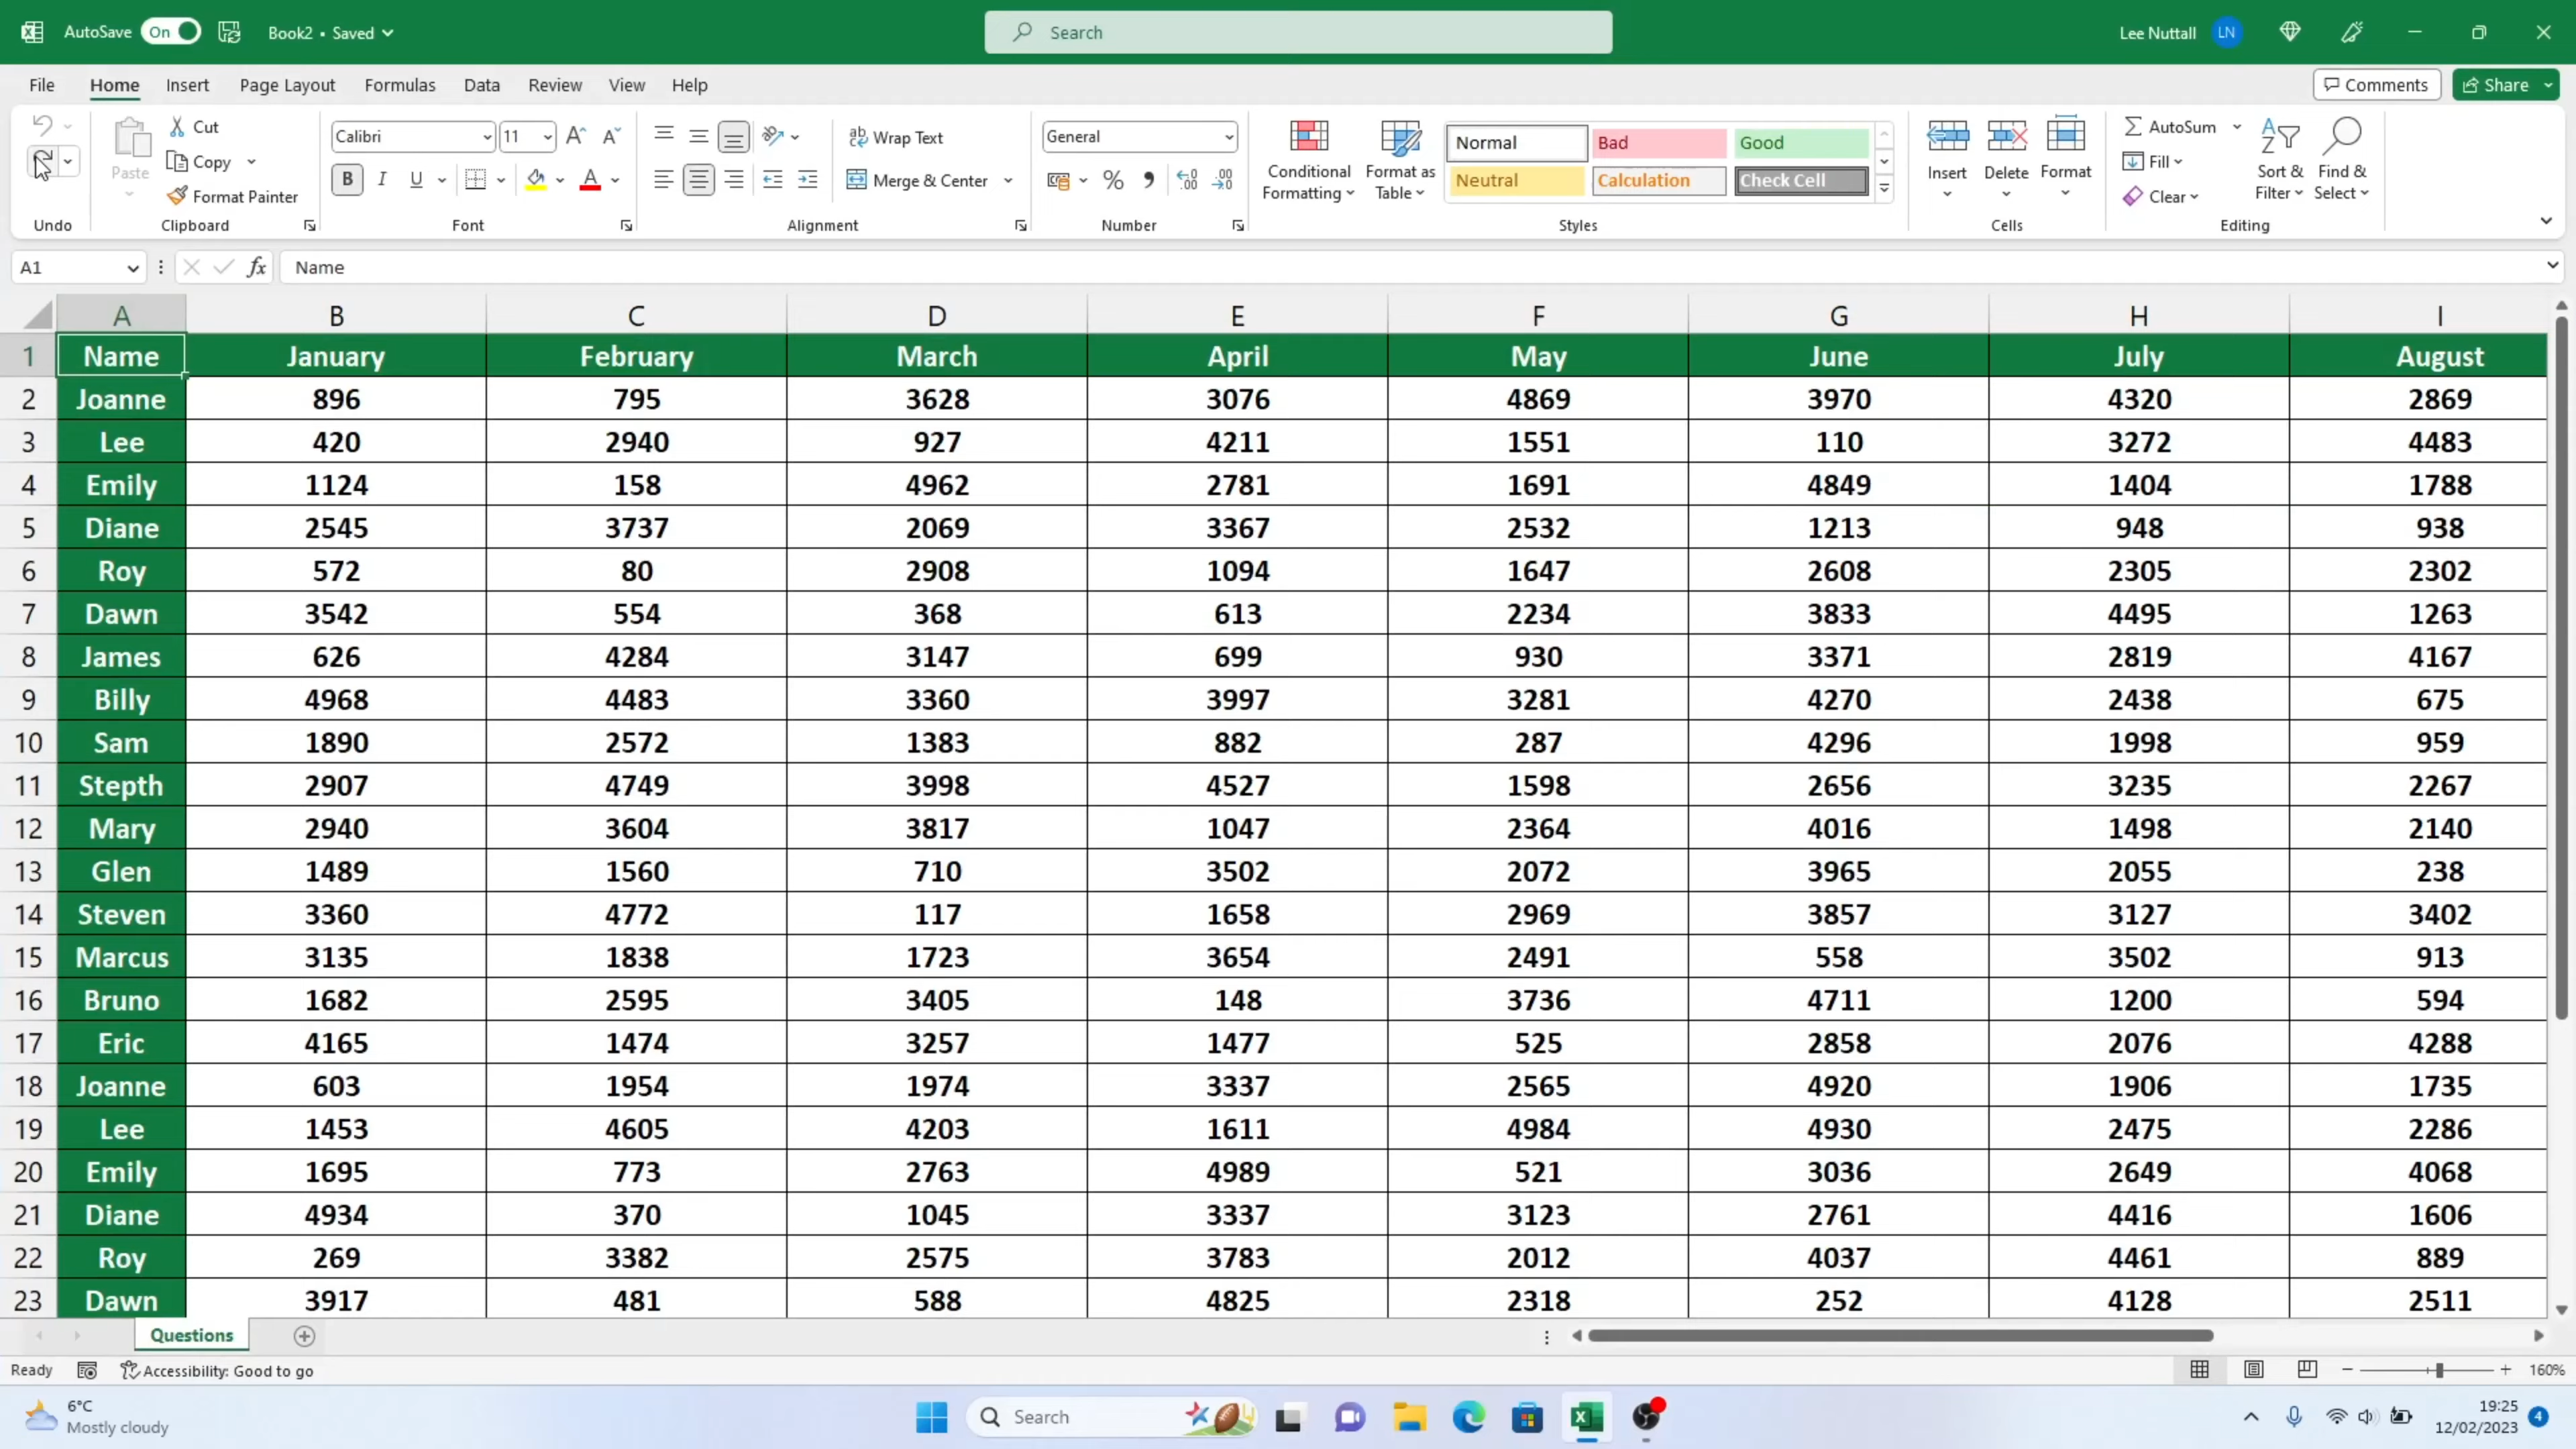 AutoSave On Book2 • Saved Search Lee Nuttall LN
File Home Insert Page Layout Formulas Data Review View Help Comments Share
Cut Calibri 11 Wrap Text General Normal Bad Good AutoSum
Paste Copy Conditional Formatting Format as Table Insert Delete Format Fill Sort & Filter Find & Select
Format Painter B I U Merge & Center % Neutral Calculation Check Cell Clear
Undo Clipboard Font Alignment Number Styles Cells Editing
A1 fx Name
A B C D E F G H I
1 Name January February March April May June July August
2 Joanne 896 795 3628 3076 4869 3970 4320 2869
3 Lee 420 2940 927 4211 1551 110 3272 4483
4 Emily 1124 158 4962 2781 1691 4849 1404 1788
5 Diane 2545 3737 2069 3367 2532 1213 948 938
6 Roy 572 80 2908 1094 1647 2608 2305 2302
7 Dawn 3542 554 368 613 2234 3833 4495 1263
8 James 626 4284 3147 699 930 3371 2819 4167
9 Billy 4968 4483 3360 3997 3281 4270 2438 675
10 Sam 1890 2572 1383 882 287 4296 1998 959
11 Stepth 2907 4749 3998 4527 1598 2656 3235 2267
12 Mary 2940 3604 3817 1047 2364 4016 1498 2140
13 Glen 1489 1560 710 3502 2072 3965 2055 238
14 Steven 3360 4772 117 1658 2969 3857 3127 3402
15 Marcus 3135 1838 1723 3654 2491 558 3502 913
16 Bruno 1682 2595 3405 148 3736 4711 1200 594
17 Eric 4165 1474 3257 1477 525 2858 2076 4288
18 Joanne 603 1954 1974 3337 2565 4920 1906 1735
19 Lee 1453 4605 4203 1611 4984 4930 2475 2286
20 Emily 1695 773 2763 4989 521 3036 2649 4068
21 Diane 4934 370 1045 3337 3123 2761 4416 1606
22 Roy 269 3382 2575 3783 2012 4037 4461 889
23 Dawn 3917 481 588 4825 2318 252 4128 2511
Questions
Ready Accessibility: Good to go 160%
6°C Search 19:25
Mostly cloudy 12/02/2023 4